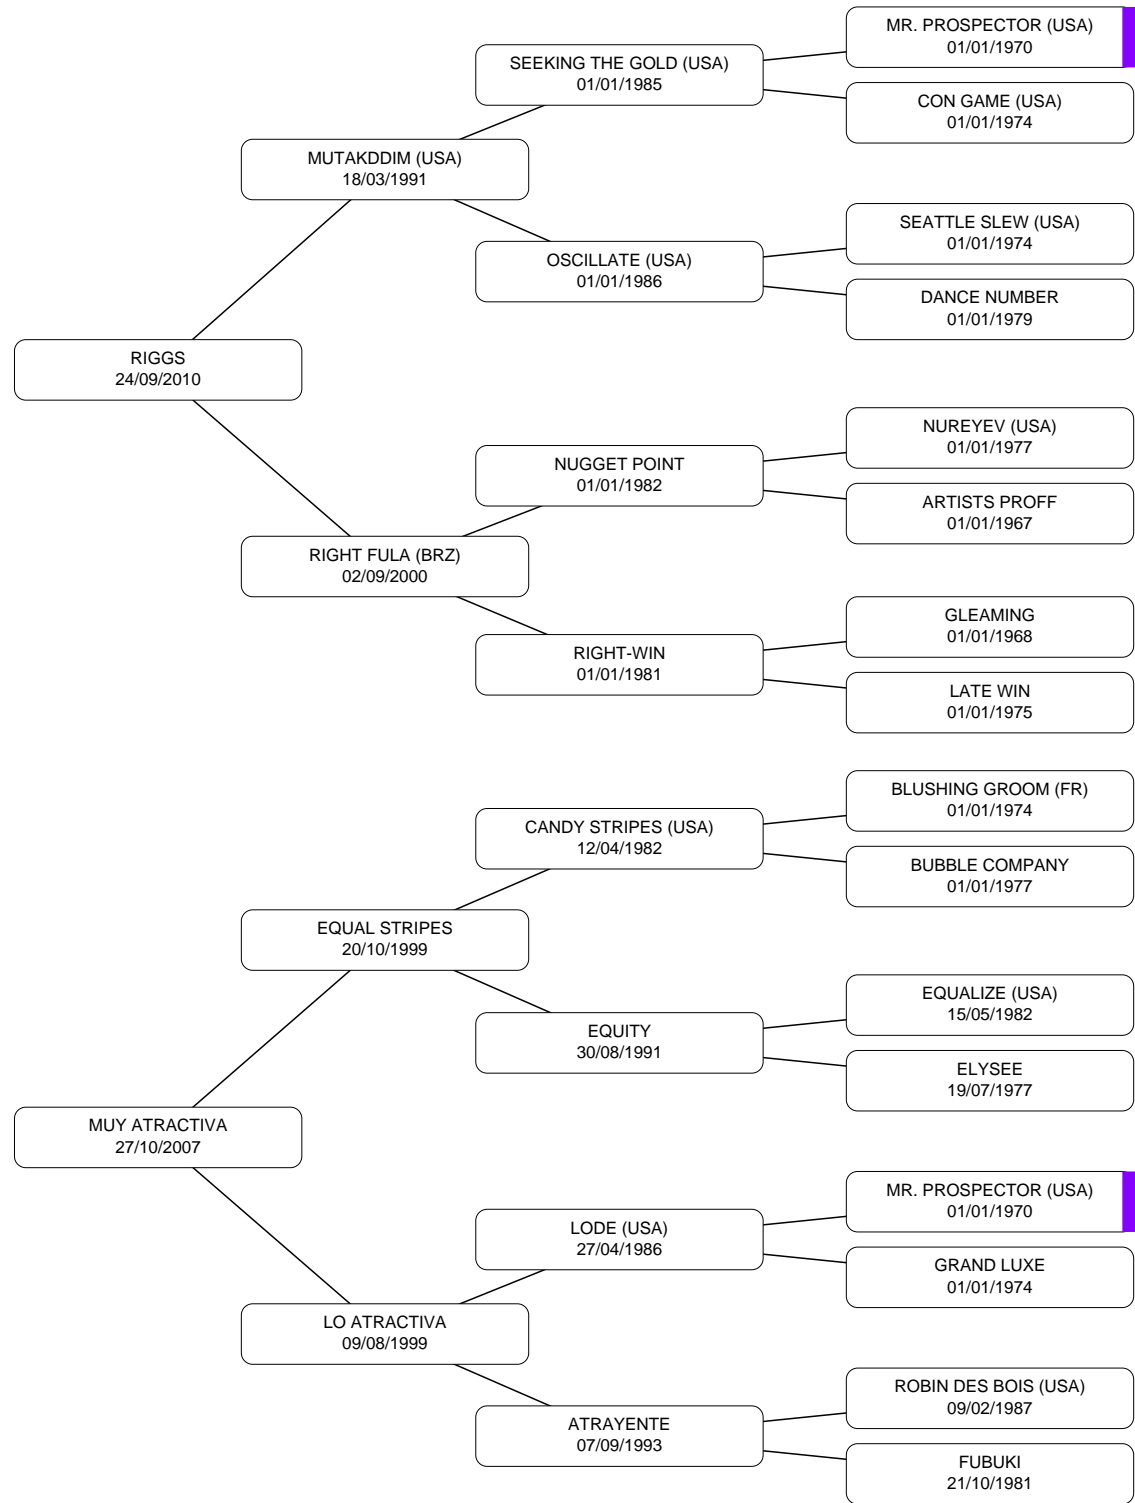 MR. PROSPECTOR (USA)
01/01/1970
SEEKING THE GOLD (USA)
01/01/1985
CON GAME (USA)
01/01/1974
MUTAKDDIM (USA)
18/03/1991
SEATTLE SLEW (USA)
01/01/1974
OSCILLATE (USA)
01/01/1986
DANCE NUMBER
01/01/1979
RIGGS
24/09/2010
NUREYEV (USA)
01/01/1977
NUGGET POINT
01/01/1982
ARTISTS PROFF
01/01/1967
RIGHT FULA (BRZ)
02/09/2000
GLEAMING
01/01/1968
RIGHT-WIN
01/01/1981
LATE WIN
01/01/1975
BLUSHING GROOM (FR)
01/01/1974
CANDY STRIPES (USA)
12/04/1982
BUBBLE COMPANY
01/01/1977
EQUAL STRIPES
20/10/1999
EQUALIZE (USA)
15/05/1982
EQUITY
30/08/1991
ELYSEE
19/07/1977
MUY ATRACTIVA
27/10/2007
MR. PROSPECTOR (USA)
01/01/1970
LODE (USA)
27/04/1986
GRAND LUXE
01/01/1974
LO ATRACTIVA
09/08/1999
ROBIN DES BOIS (USA)
09/02/1987
ATRAYENTE
07/09/1993
FUBUKI
21/10/1981